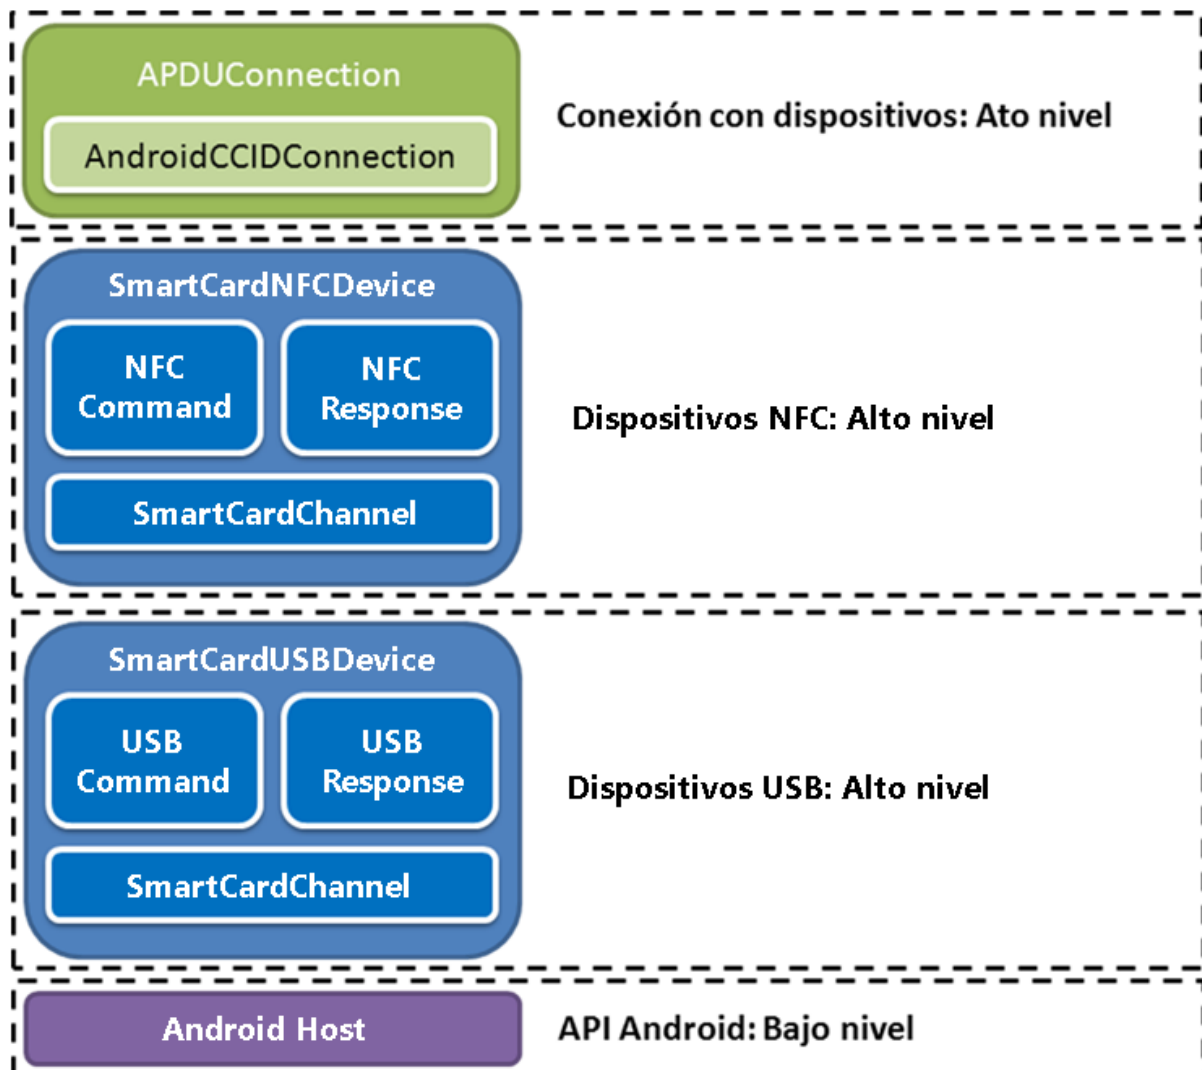 APDUConnection
AndroidCCIDConnection
Conexión con dispositivos: Ato nivel
SmartCardNFCDevice
NFC
Command
NFC
Response
SmartCardChannel
Dispositivos NFC: Alto nivel
SmartCardUSBDevice
USB
Command
USB
Response
SmartCardChannel
Dispositivos USB: Alto nivel
Android Host
API Android: Bajo nivel